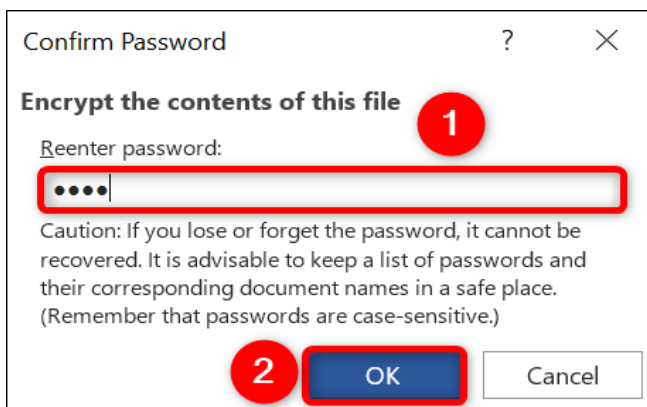 Confirm Password ? ×
Encrypt the contents of this file
1
Reenter password:
••••
Caution: If you lose or forget the password, it cannot be
recovered. It is advisable to keep a list of passwords and
their corresponding document names in a safe place.
(Remember that passwords are case-sensitive.)
2 OK Cancel